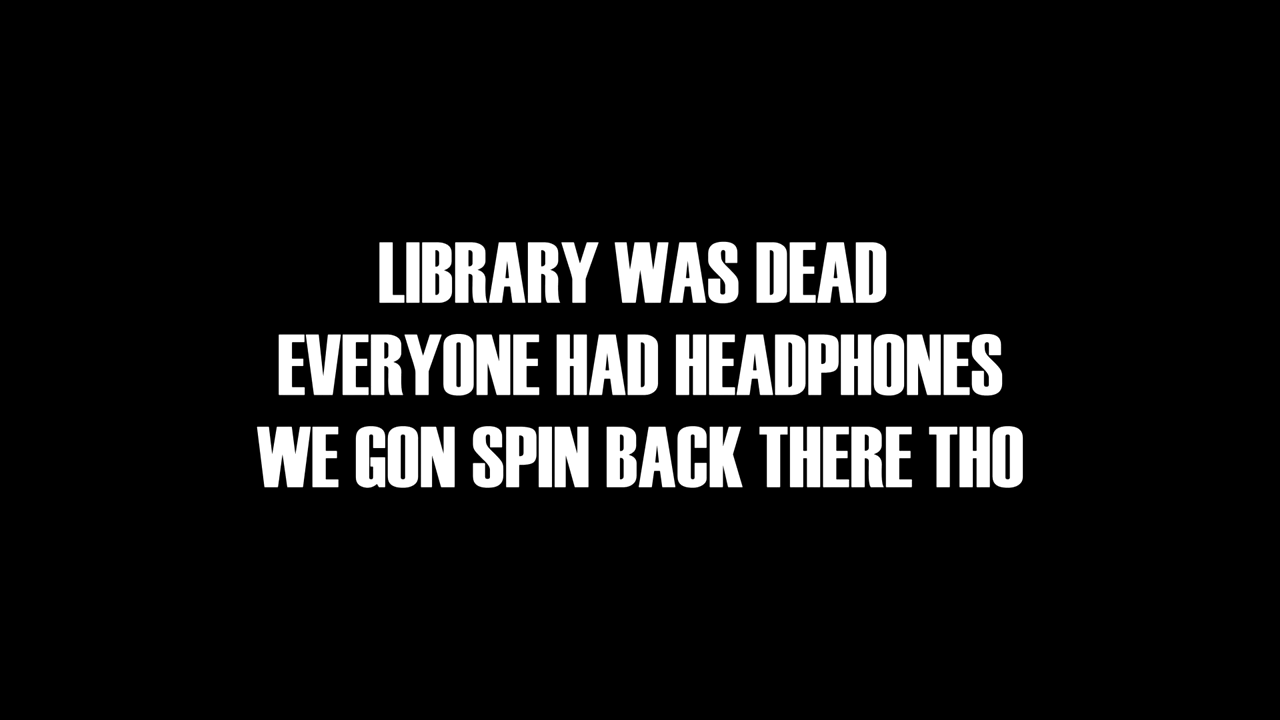 LIBRARY WAS DEAD
EVERYONE HAD HEADPHONES
WE GON SPIN BACK THERE THO